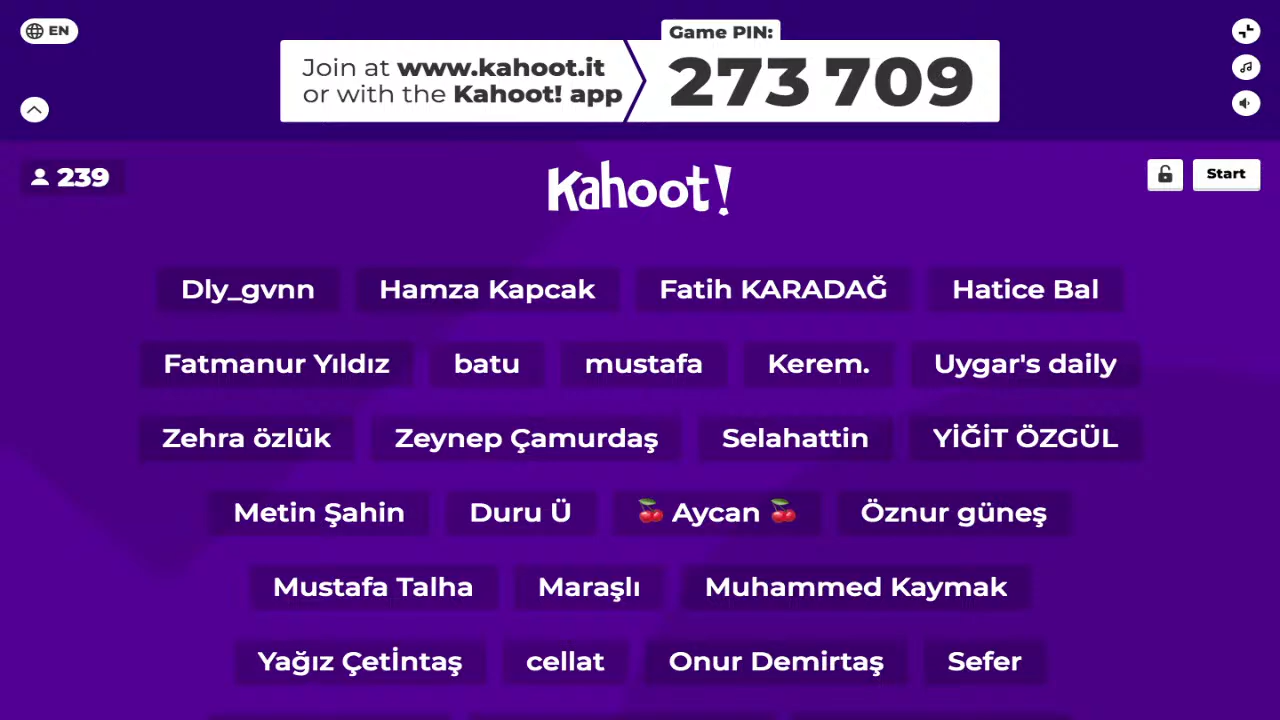 EN
Game PIN:
Join at www.kahoot.it
or with the Kahoot! app
273 709
239
Kahoot!
Start
Dly_gvnn Hamza Kapcak Fatih KARADAĞ Hatice Bal
Fatmanur Yıldız batu mustafa Kerem. Uygar's daily
Zehra özlük Zeynep Çamurdaş Selahattin YİĞİT ÖZGÜL
Metin Şahin Duru Ü 🍒 Aycan 🍒 Öznur güneş
Mustafa Talha Maraşlı Muhammed Kaymak
Yağız Çetİntaş cellat Onur Demirtaş Sefer